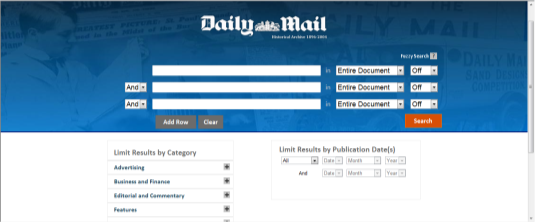 Daily Mail
Historical Archive 1896-2004
Fuzzy Search ?
in Entire Document Off
And in Entire Document Off
And in Entire Document Off
Add Row Clear Search
Limit Results by Category
Advertising
Business and Finance
Editorial and Commentary
Features
Limit Results by Publication Date(s)
All Date Month Year
And Date Month Year